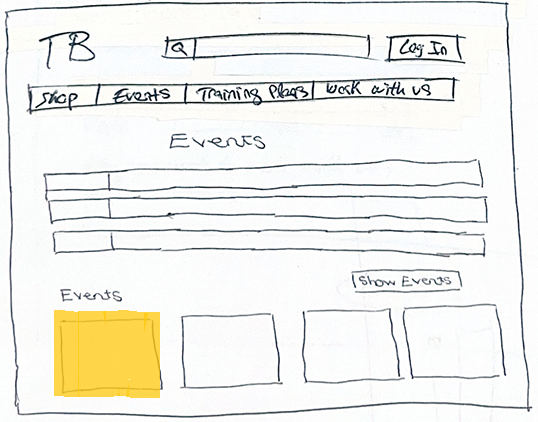 TB
Q
Log In
Shop
Events
Training Plans
Work with us
Events
Show Events
Events